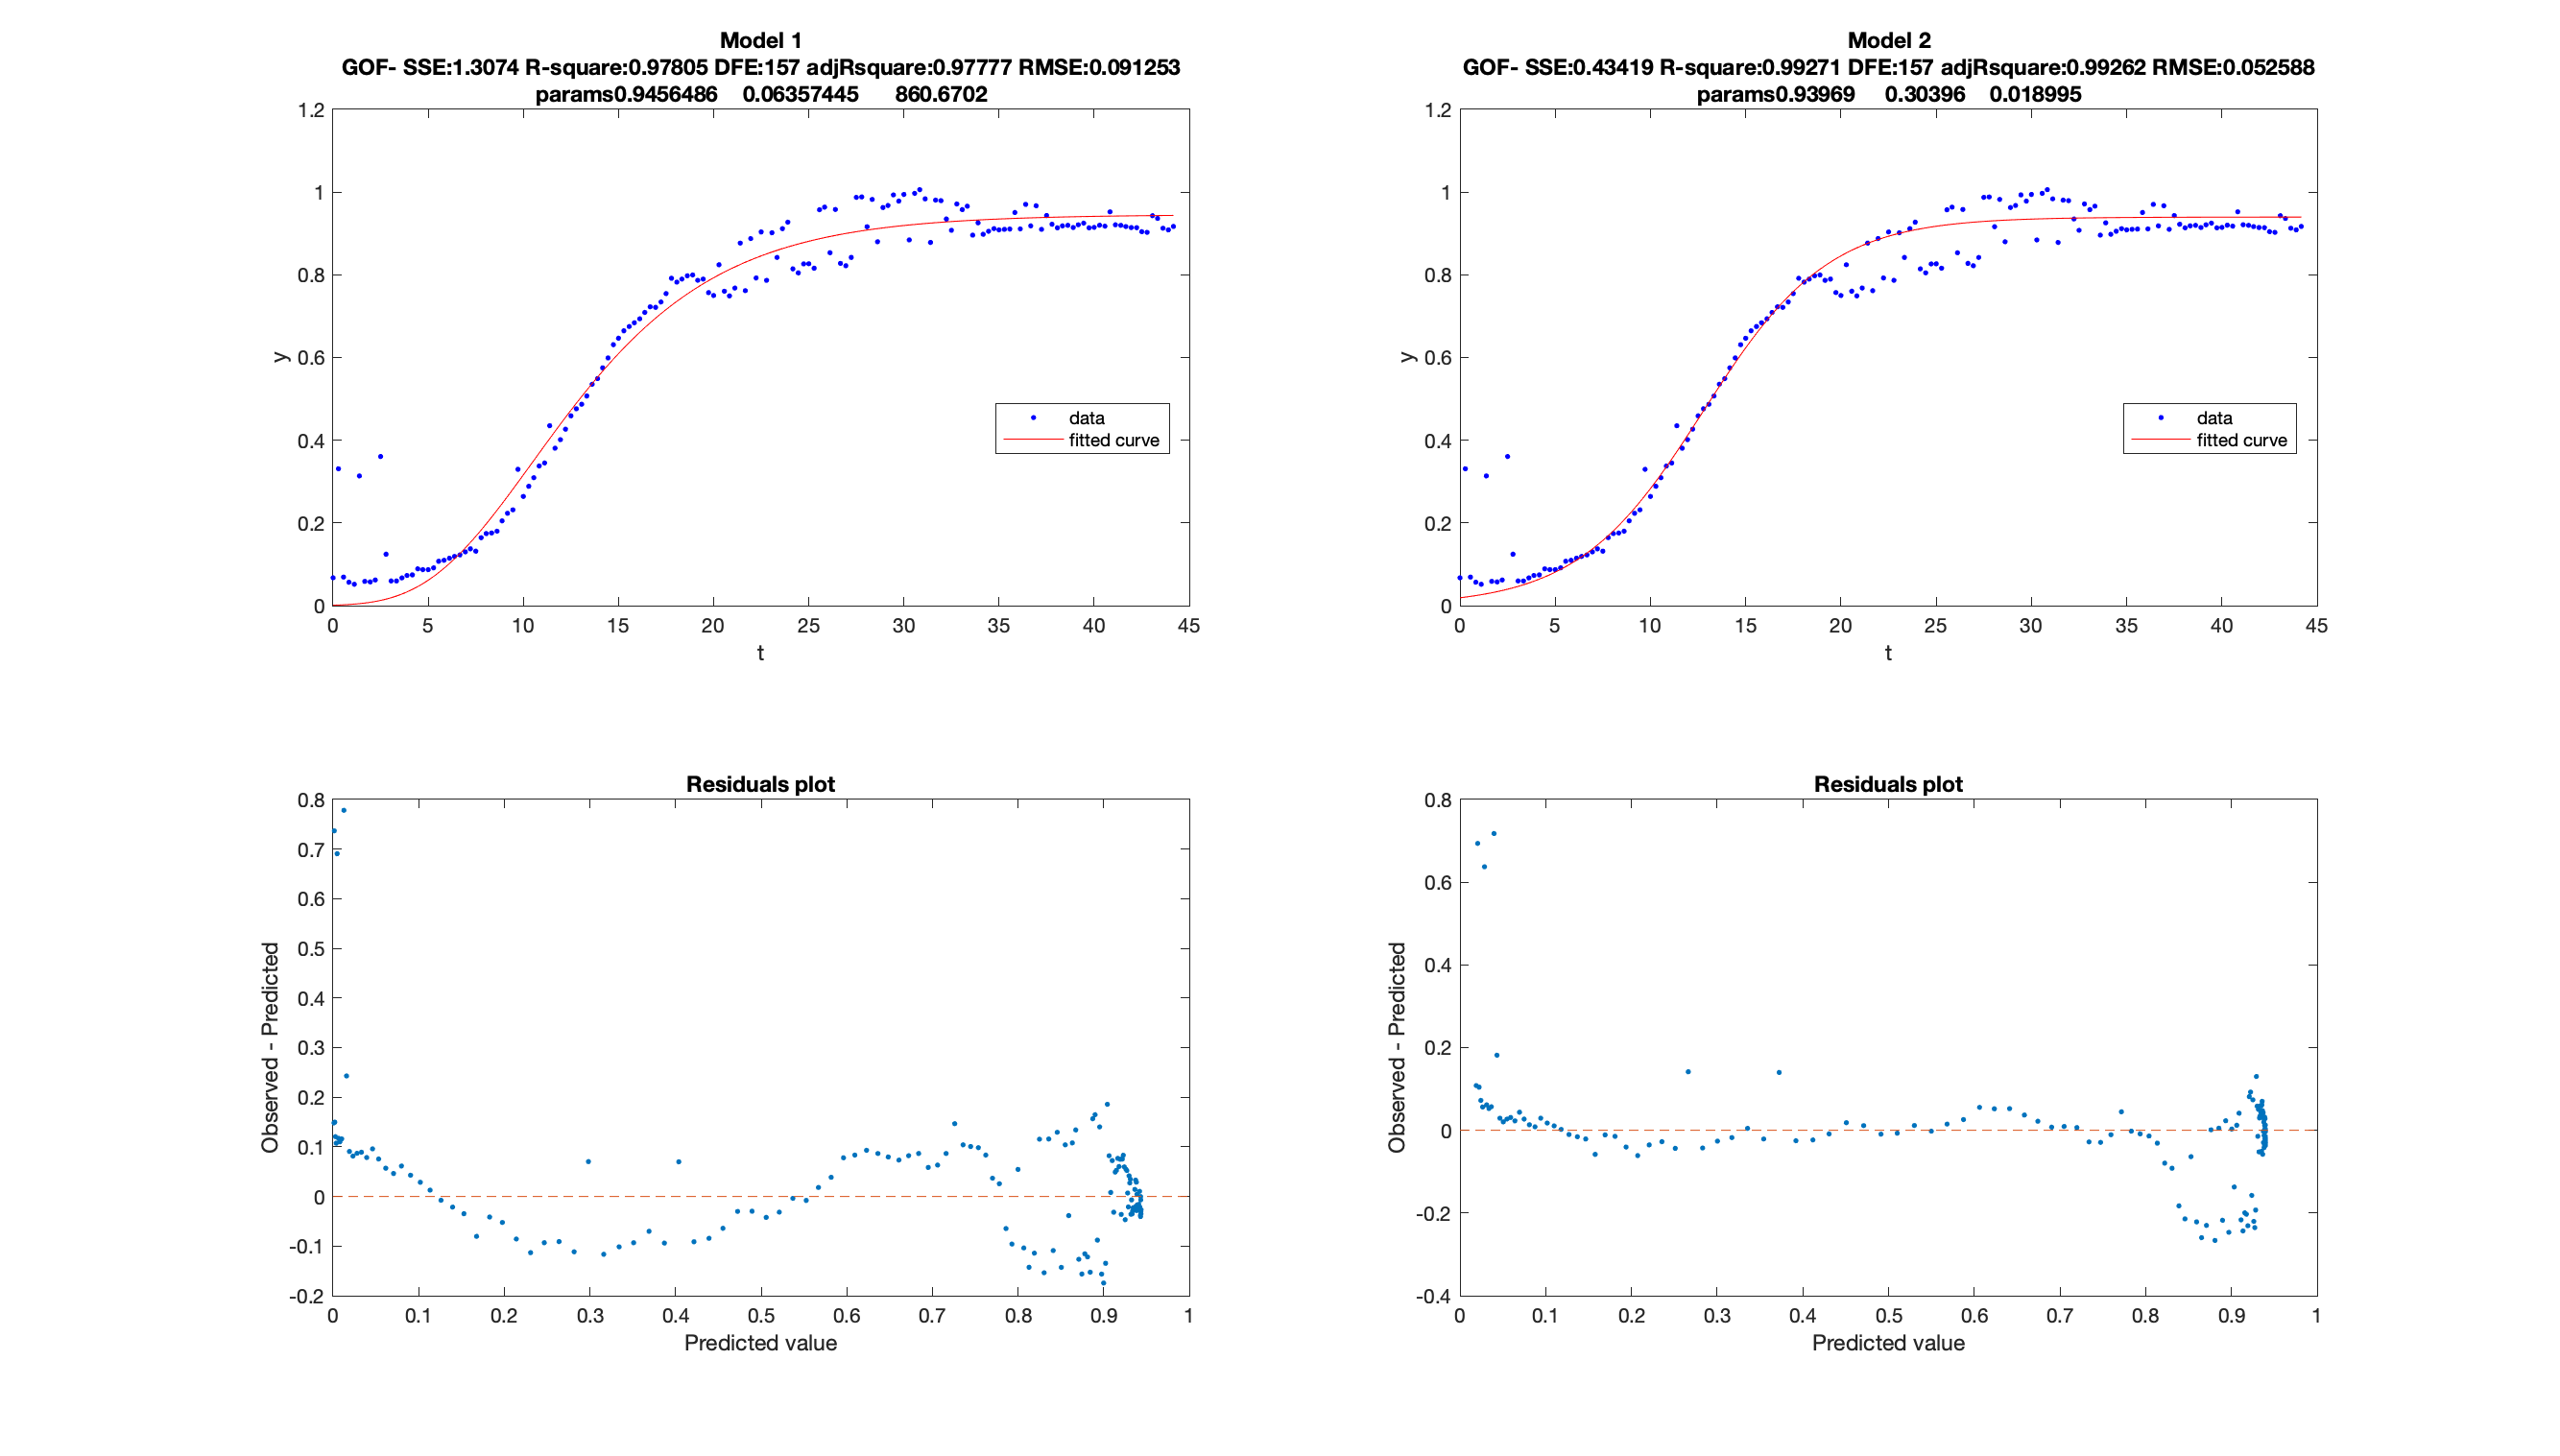 Model 1
GOF- SSE:1.3074 R-square:0.97805 DFE:157 adjRsquare:0.97777 RMSE:0.091253
params0.9456486 0.06357445 860.6702
1.2
1
0.8
0.6
0.4
0.2
0
y
data
fitted curve
0 5 10 15 20 25 30 35 40 45
t
Model 2
GOF- SSE:0.43419 R-square:0.99271 DFE:157 adjRsquare:0.99262 RMSE:0.052588
params0.93969 0.30396 0.018995
1.2
1
0.8
0.6
0.4
0.2
0
y
data
fitted curve
0 5 10 15 20 25 30 35 40 45
t
Residuals plot
0.8
0.7
0.6
0.5
0.4
0.3
0.2
0.1
0
-0.1
-0.2
Observed - Predicted
0 0.1 0.2 0.3 0.4 0.5 0.6 0.7 0.8 0.9 1
Predicted value
Residuals plot
0.8
0.6
0.4
0.2
0
-0.2
-0.4
Observed - Predicted
0 0.1 0.2 0.3 0.4 0.5 0.6 0.7 0.8 0.9 1
Predicted value